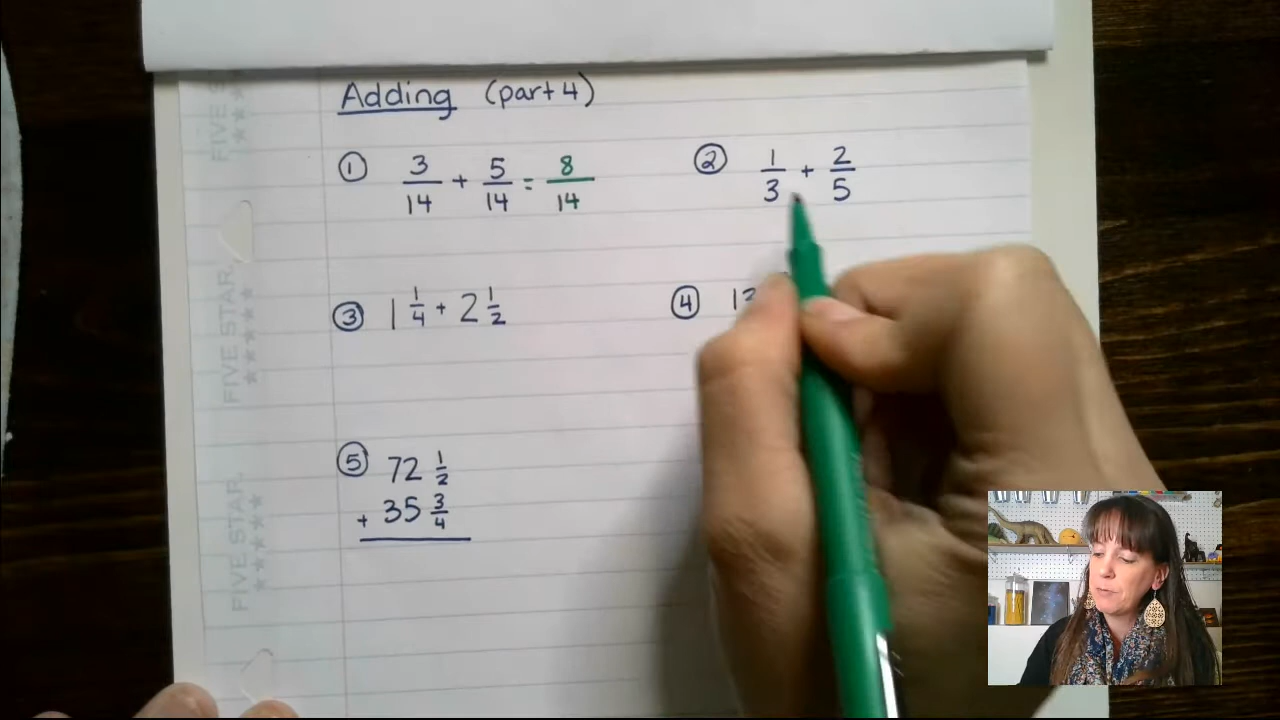 Adding (part 4)
① 3/14 + 5/14 = 8/14
② 1/3 + 2/5
③ 1 1/4 + 2 1/2
④
⑤ 72 1/2
+ 35 3/4
FIVE S
FIVE STAR
FIVE STAR